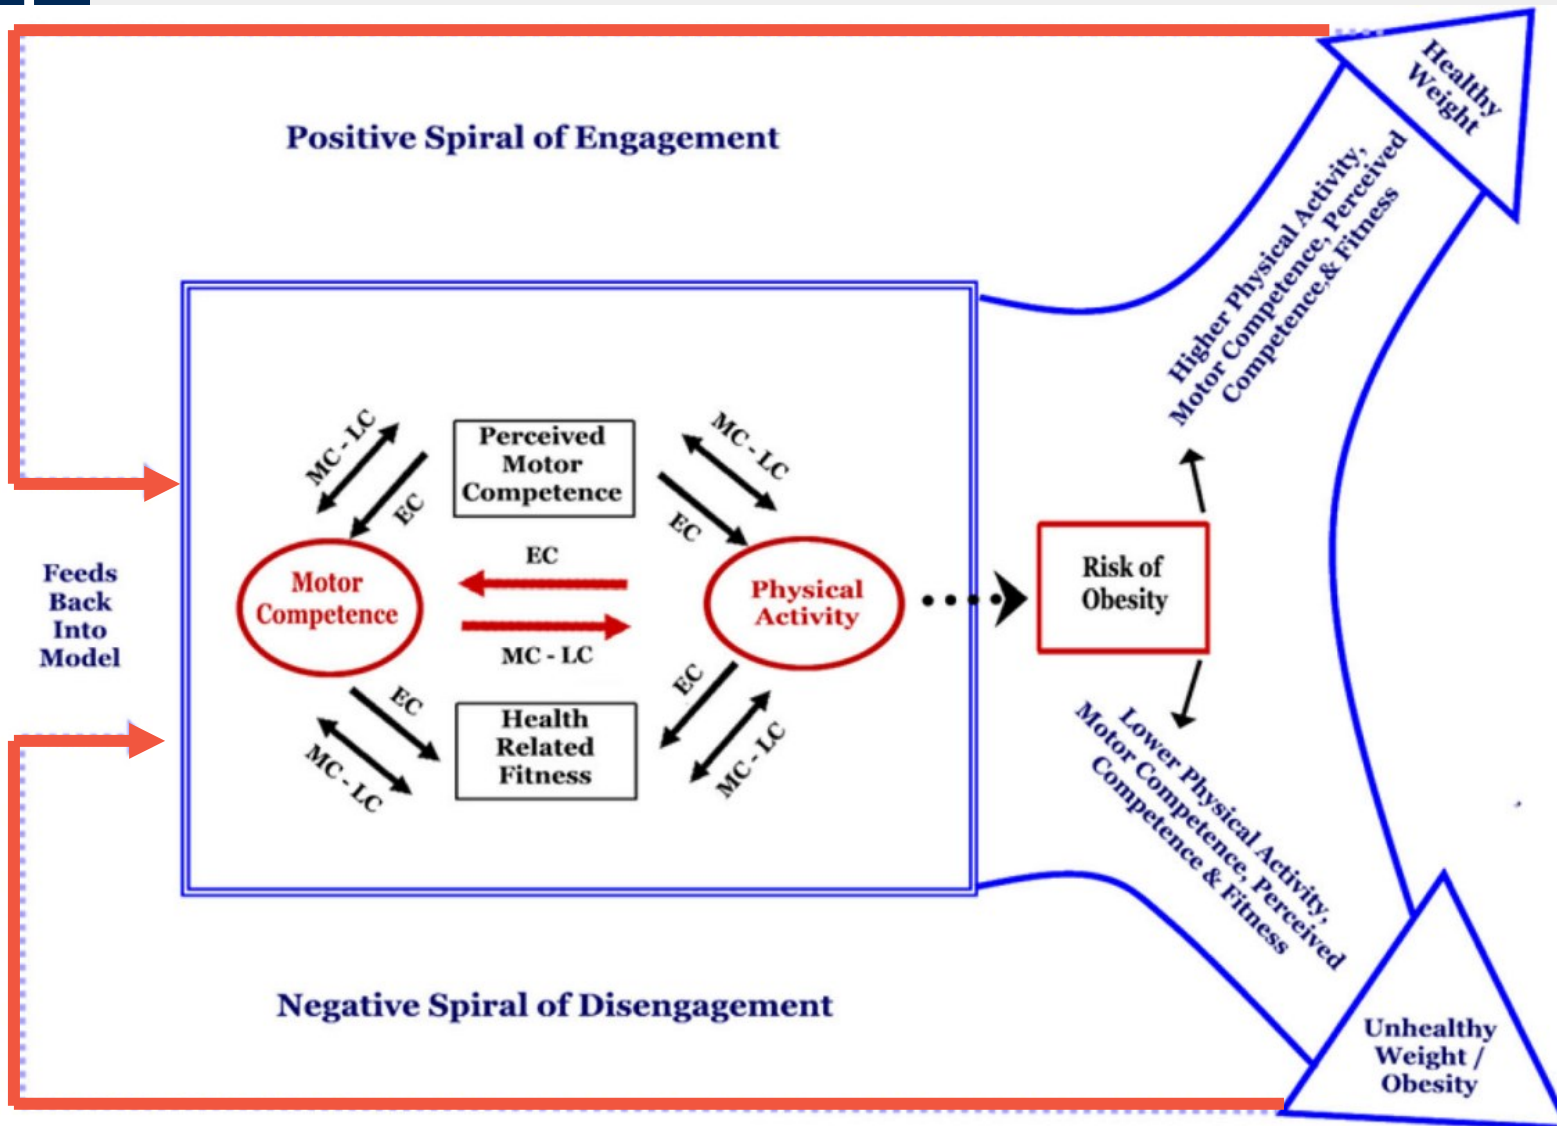 Positive Spiral of Engagement
Healthy
Weight
Higher Physical Activity,
Motor Competence, Perceived
Competence,& Fitness
MC - LC
EC
Perceived
Motor
Competence
MC - LC
EC
Feeds
Back
Into
Model
Motor
Competence
EC
MC - LC
Physical
Activity
Risk of
Obesity
EC
MC - LC
Health
Related
Fitness
EC
MC - LC
Lower Physical Activity,
Motor Competence, Perceived
Competence & Fitness
Negative Spiral of Disengagement
Unhealthy
Weight /
Obesity